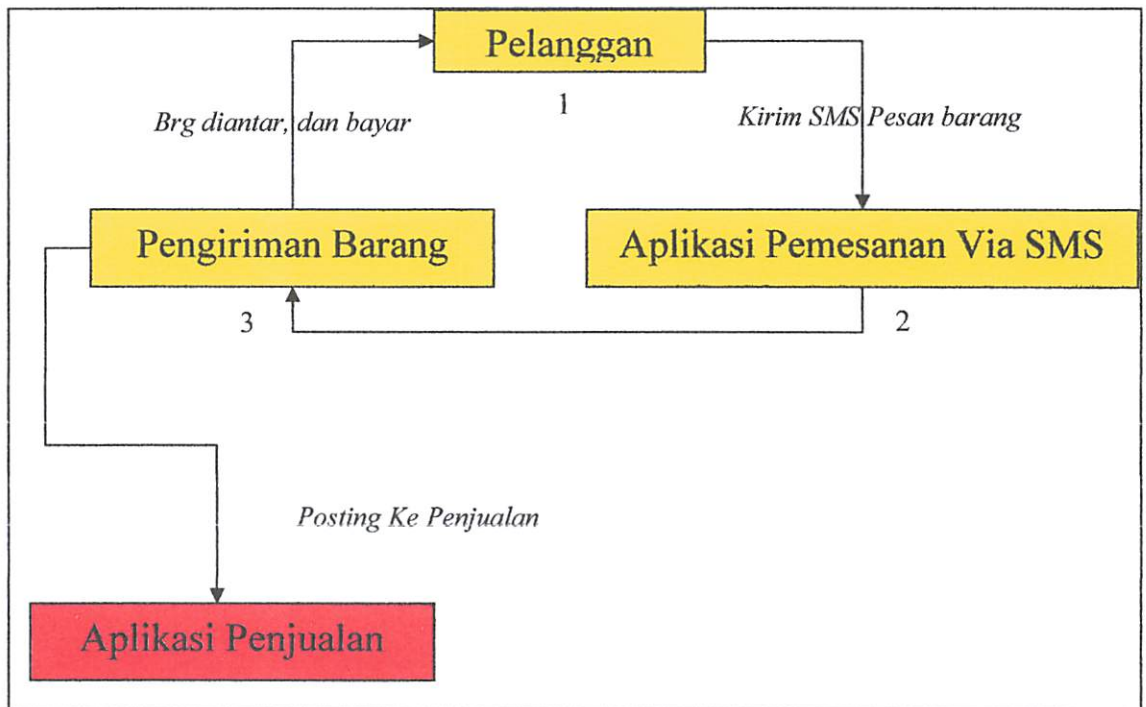 Pelanggan
1
Brg diantar, dan bayar
Kirim SMS Pesan barang
Pengiriman Barang
Aplikasi Pemesanan Via SMS
3
2
Posting Ke Penjualan
Aplikasi Penjualan